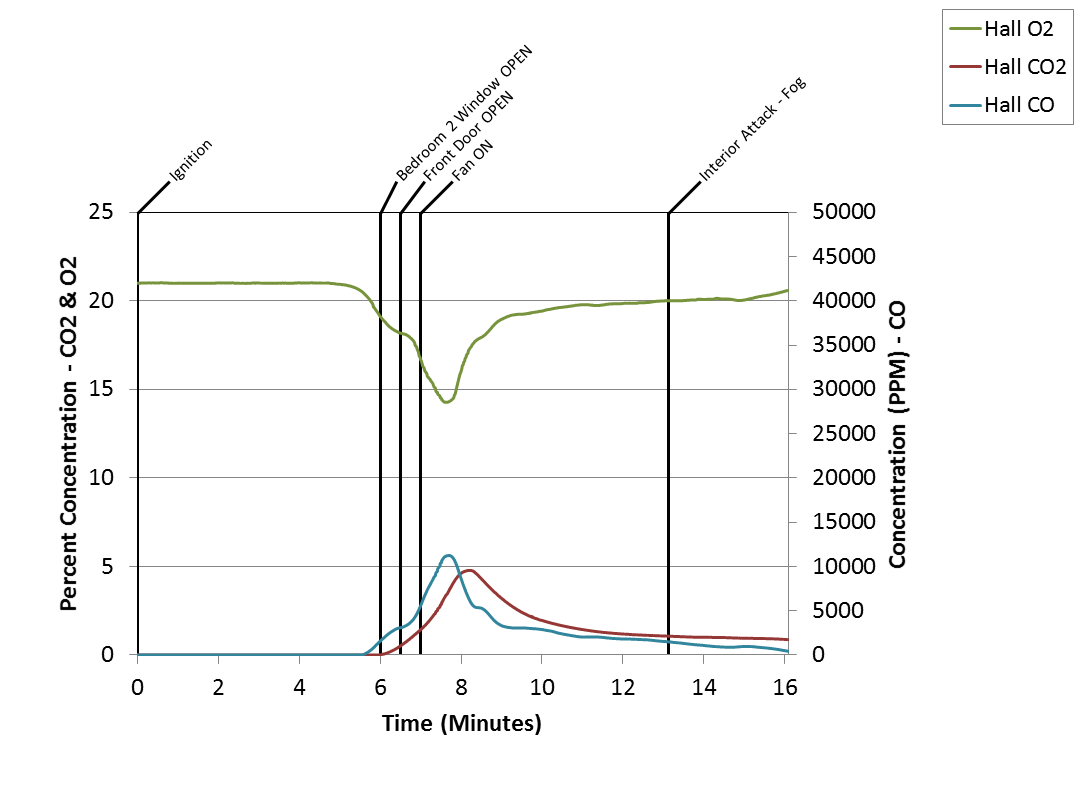 Hall O2
Hall CO2
Hall CO
Ignition
Bedroom 2 Window OPEN
Front Door OPEN
Fan ON
Interior Attack - Fog
Percent Concentration - CO2 & O2
25
20
15
10
5
0
50000
45000
40000
35000
30000
25000
20000
15000
10000
5000
0
Concentration (PPM) - CO
0 2 4 6 8 10 12 14 16
Time (Minutes)